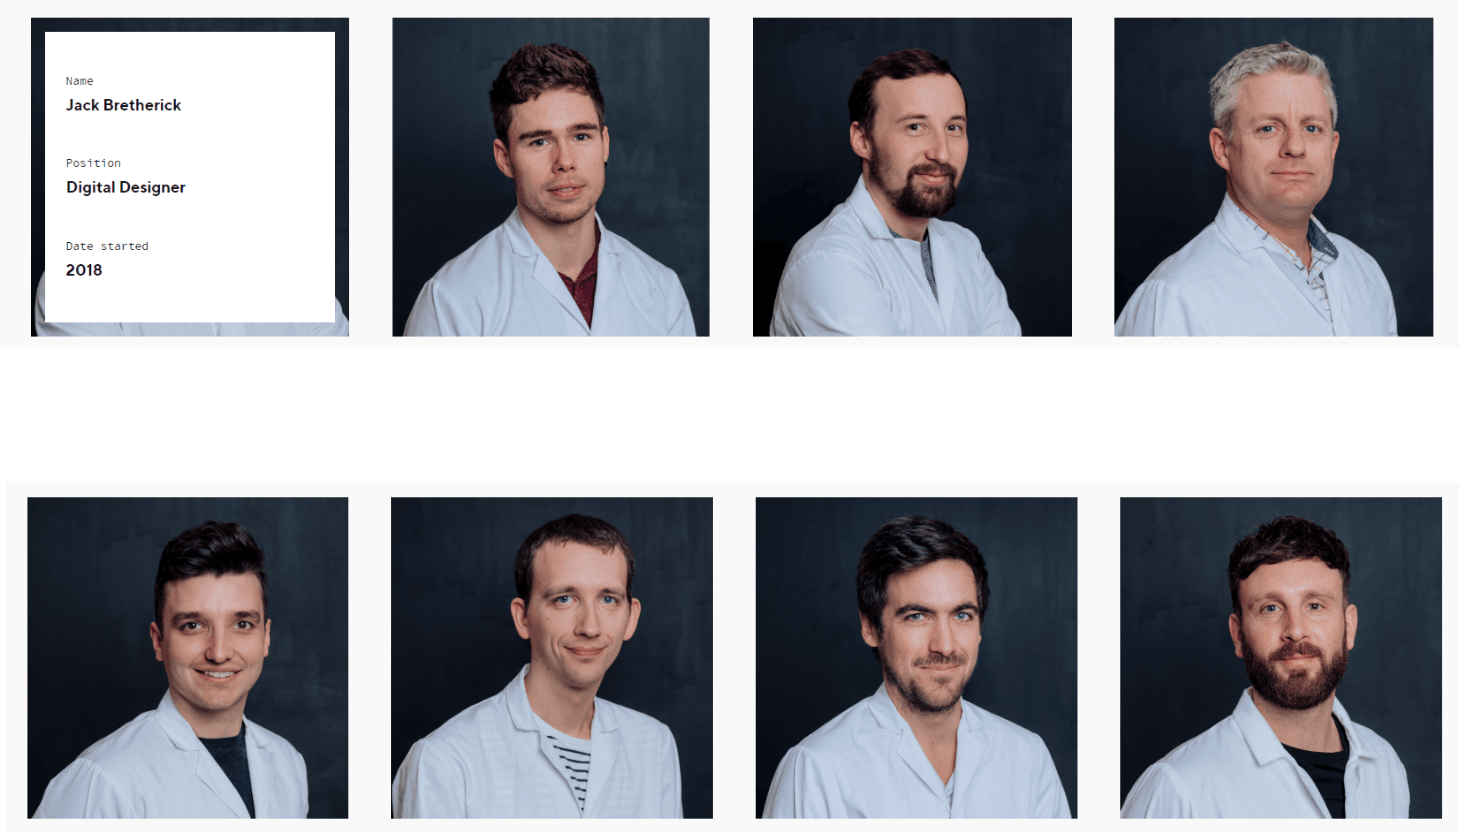 Name
Jack Bretherick
Position
Digital Designer
Date started
2018